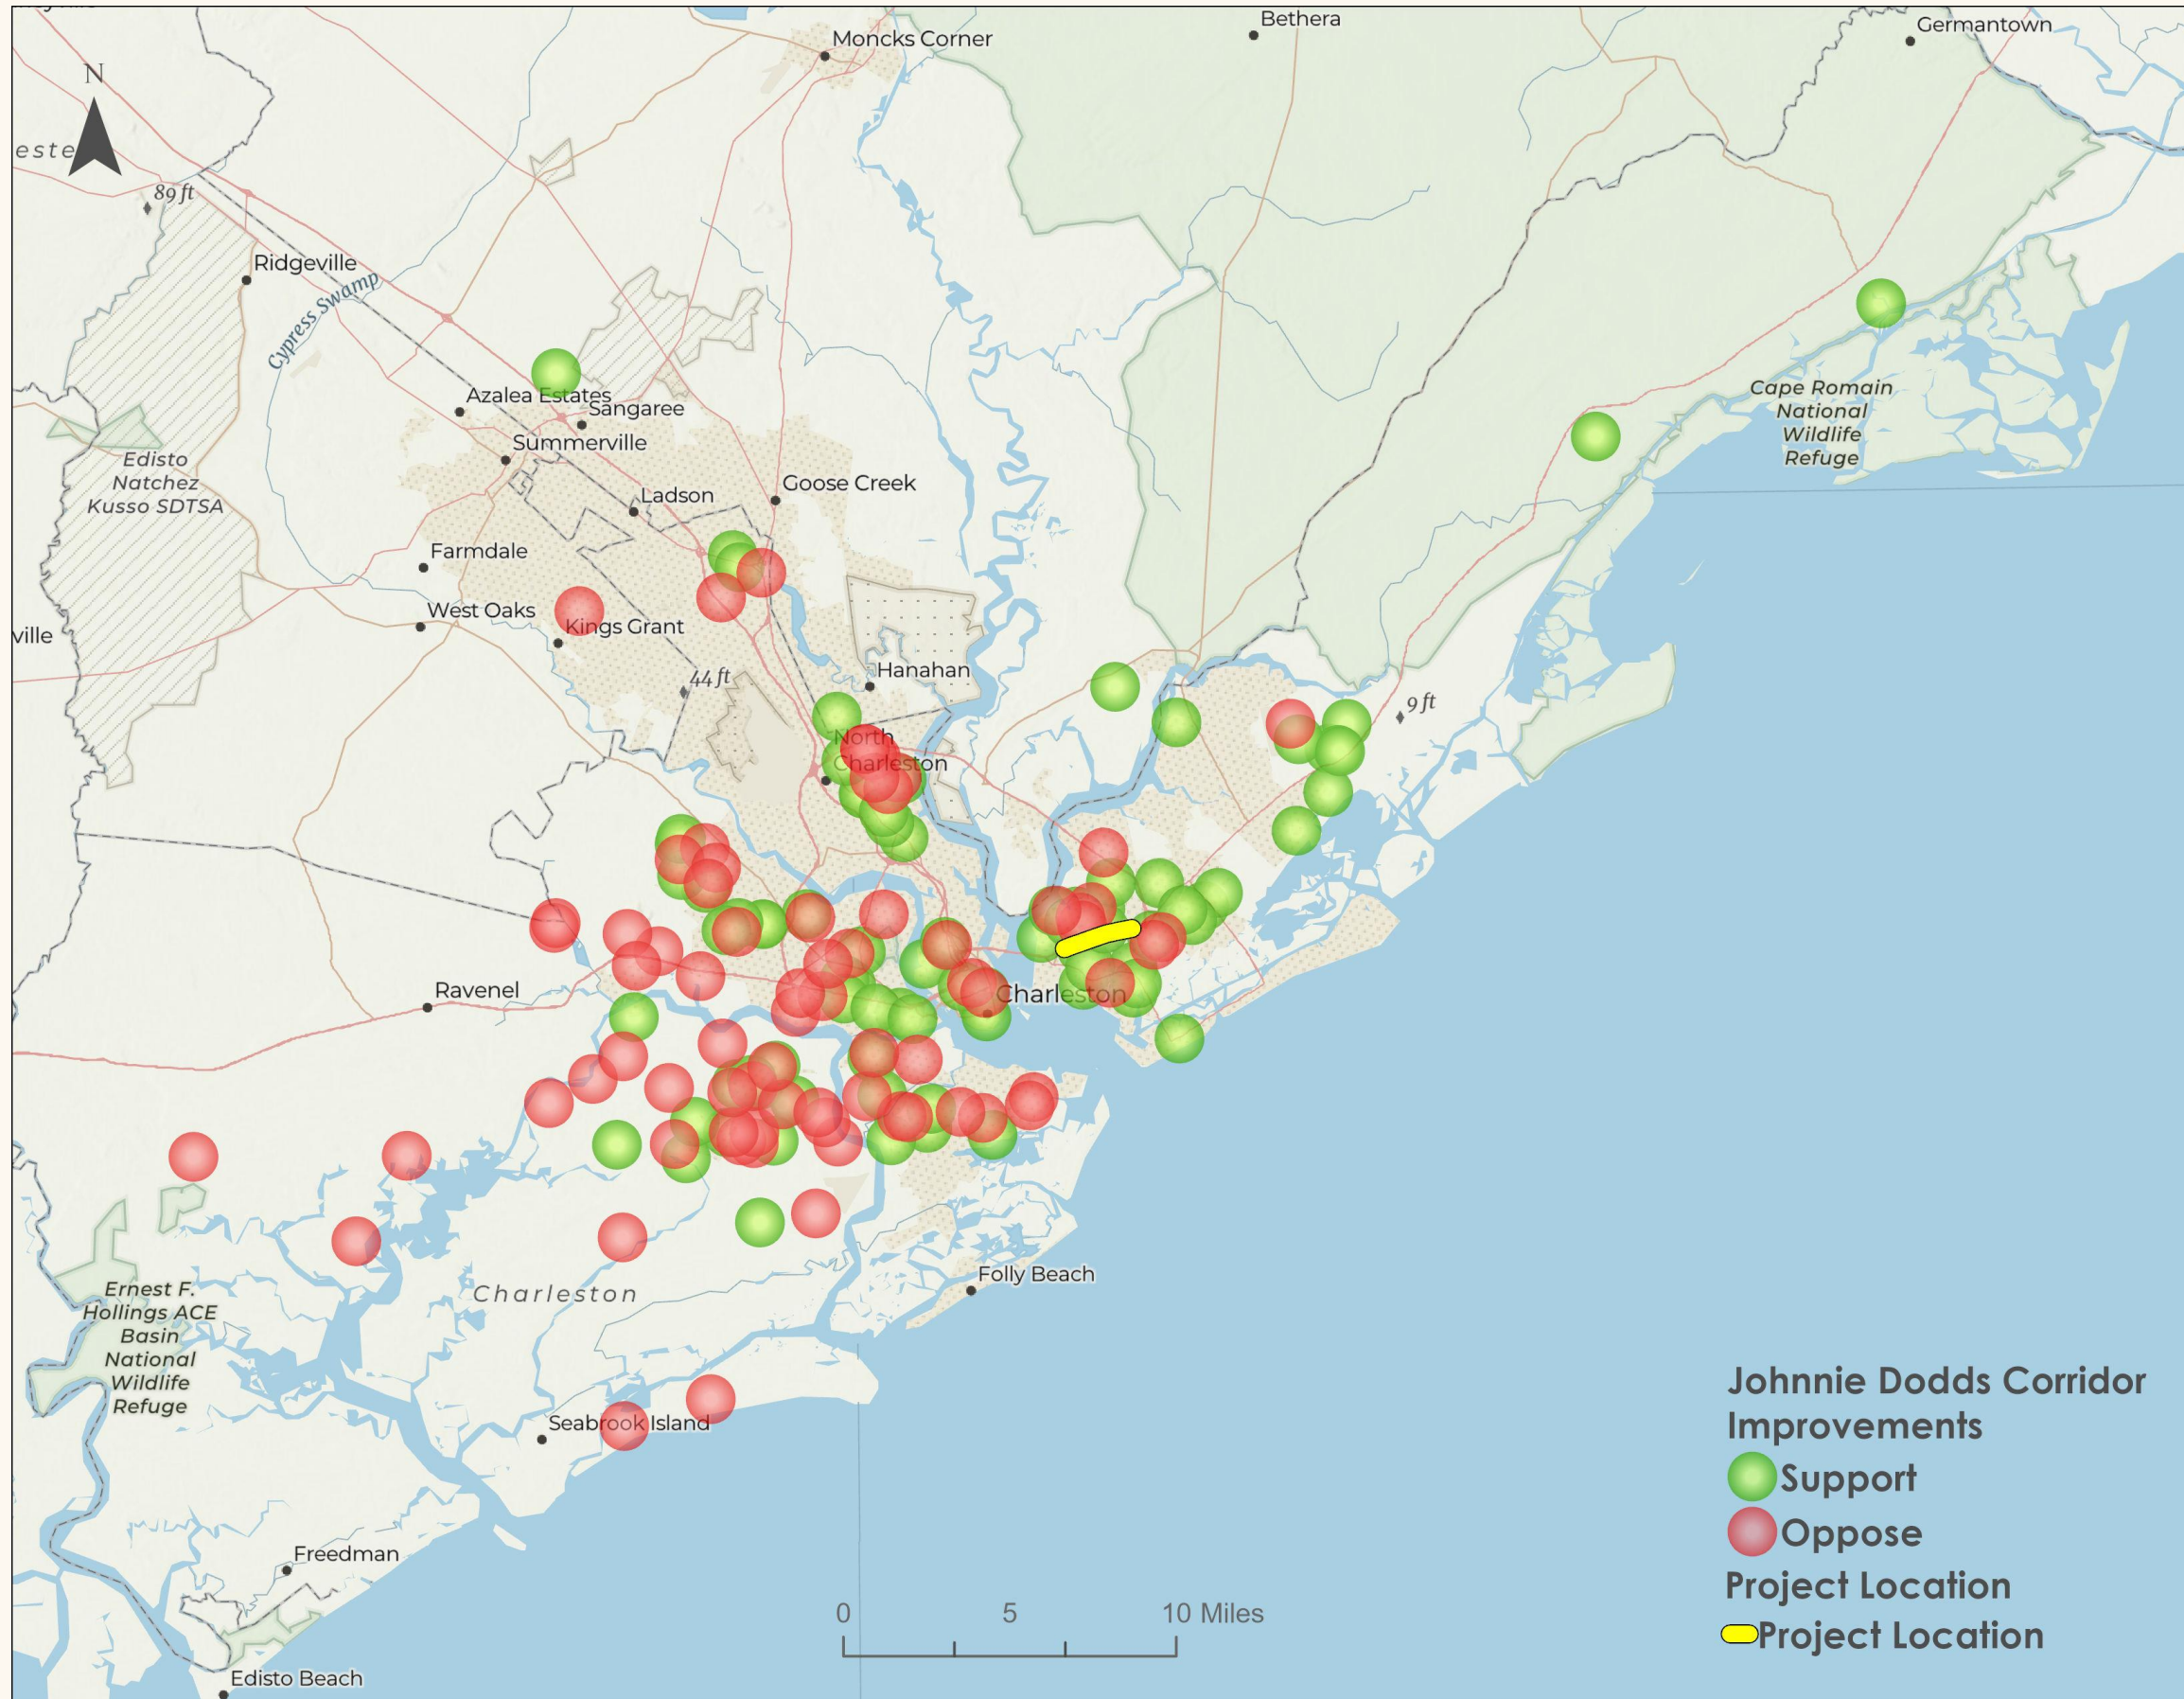 Bethera
Germantown
Moncks Corner
N
este
89 ft
Ridgeville
Cypress Swamp
Cape Romain
National
Wildlife
Refuge
Azalea Estates
Sangaree
Summerville
Edisto
Natchez
Kusso SDTSA
Goose Creek
Ladson
Farmdale
West Oaks
Kings Grant
ville
Hanahan
44 ft
9 ft
North
Charleston
Ravenel
Charleston
Folly Beach
Charleston
Ernest F.
Hollings ACE
Basin
National
Wildlife
Refuge
Seabrook Island
Freedman
Edisto Beach
0 5 10 Miles
Johnnie Dodds Corridor
Improvements
Support
Oppose
Project Location
Project Location